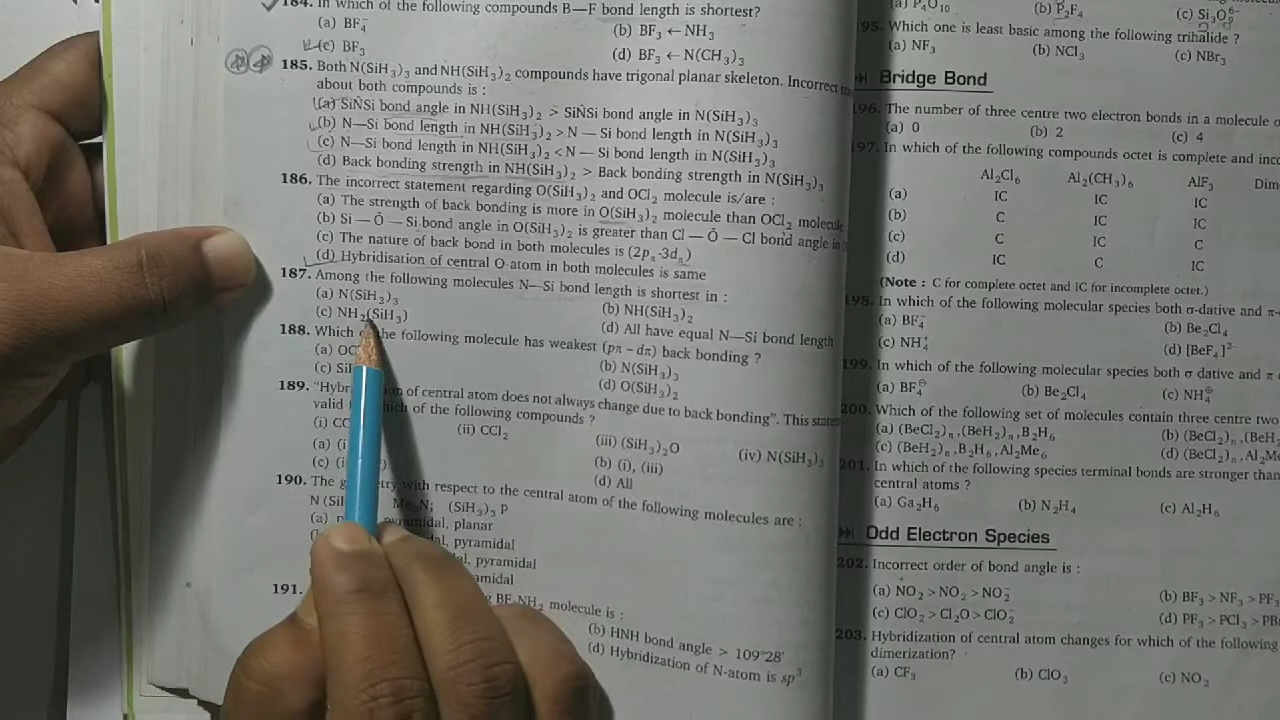 184. In which of the following compounds B—F bond length is shortest?
(a) BF₄⁻ (b) BF₃ ← NH₃
(c) BF₃ (d) BF₃ ← N(CH₃)₃
185. Both N(SiH₃)₃ and NH(SiH₃)₂ compounds have trigonal planar skeleton. Incorrect
about both compounds is :
(a) SiN̂Si bond angle in NH(SiH₃)₂ > SiN̂Si bond angle in N(SiH₃)₃
(b) N—Si bond length in NH(SiH₃)₂ > N — Si bond length in N(SiH₃)₃
(c) N—Si bond length in NH(SiH₃)₂ < N — Si bond length in N(SiH₃)₃
(d) Back bonding strength in NH(SiH₃)₂ > Back bonding strength in N(SiH₃)₃
186. The incorrect statement regarding O(SiH₃)₂ and OCl₂ molecule is/are :
(a) The strength of back bonding is more in O(SiH₃)₂ molecule than OCl₂ molecule
(b) Si — Ô — Si bond angle in O(SiH₃)₂ is greater than Cl — Ô — Cl bond angle in
(c) The nature of back bond in both molecules is (2pπ-3dπ)
(d) Hybridisation of central O-atom in both molecules is same
187. Among the following molecules N—Si bond length is shortest in :
(a) N(SiH₃)₃ (b) NH(SiH₃)₂
(c) NH₂(SiH₃) (d) All have equal N—Si bond length
188. Which of the following molecule has weakest (pπ – dπ) back bonding ?
(a) (b) N(SiH₃)₃
(c) (d) O(SiH₃)₂
189. of central atom does not always change due to back bonding". This
valid which of the following compounds ?
(i) (ii) CCl₂ (iii) (SiH₃)₂O (iv) N(SiH₃)₃
(a) (b) (i), (iii)
(c) (d) All
190. The with respect to the central atom of the following molecules are :
Me₃N; (SiH₃)₃ P
(a) pyramidal, planar
pyramidal
pyramidal
191. molecule is :
(b) HNH bond angle > 109°28'
(d) Hybridization of N-atom is sp³
(a) P₄O₁₀ (b) P₂F₄ (c) Si₃O₉⁶⁻
195. Which one is least basic among the following trihalide ?
(a) NF₃ (b) NCl₃ (c) NBr₃
Bridge Bond
196. The number of three centre two electron bonds in a molecule
(a) 0 (b) 2 (c) 4
197. In which of the following compounds octet is complete and
Al₂Cl₆ Al₂(CH₃)₆ AlF₃
(a) IC IC IC
(b) C IC IC
(c) C IC C
(d) IC C IC
(Note : C for complete octet and IC for incomplete octet.)
198. In which of the following molecular species both σ-dative and
(a) BF₄⁻ (b) Be₂Cl₄
(c) NH₄⁺ (d) [BeF₄]²⁻
199. In which of the following molecular species both σ dative and π
(a) BF₄⊖ (b) Be₂Cl₄ (c) NH₄⊕
200. Which of the following set of molecules contain three centre two
(a) (BeCl₂)ₙ, (BeH₂)ₙ, B₂H₆ (b) (BeCl₂)ₙ,
(c) (BeH₂)ₙ, B₂H₆, Al₂Me₆ (d) (BeCl₂)ₙ,
201. In which of the following species terminal bonds are stronger than
central atoms ?
(a) Ga₂H₆ (b) N₂H₄ (c) Al₂H₆
Odd Electron Species
202. Incorrect order of bond angle is :
(a) NO₂⁺ > NO₂ > NO₂⁻ (b) BF₃ > NF₃ > PF₃
(c) ClO₂ > Cl₂O > ClO₂⁻ (d) PF₃ > PCl₃ >
203. Hybridization of central atom changes for which of the following
dimerization?
(a) CF₃ (b) ClO₃ (c) NO₂